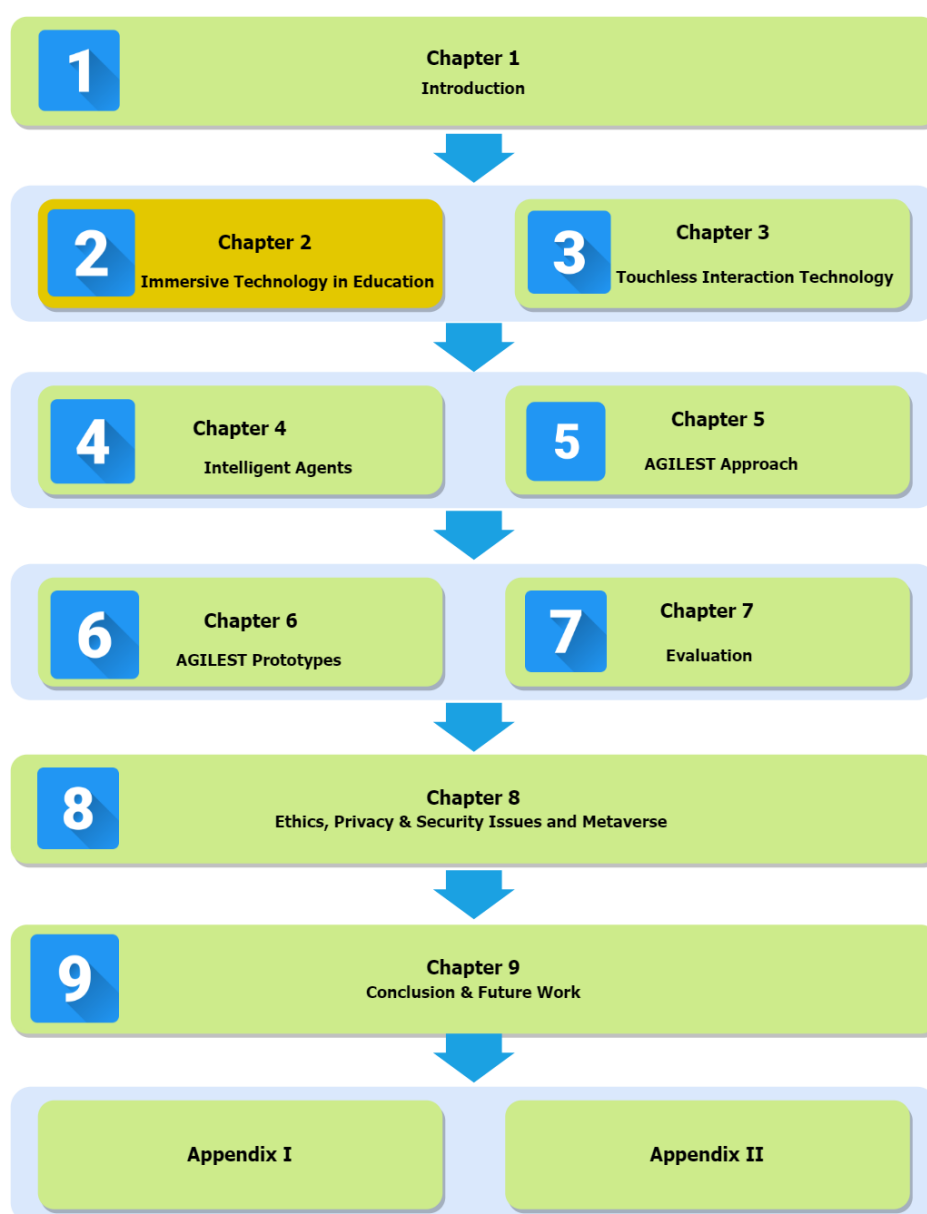 1
Chapter 1
Introduction
2
Chapter 2
Immersive Technology in Education
3
Chapter 3
Touchless Interaction Technology
4
Chapter 4
Intelligent Agents
5
Chapter 5
AGILEST Approach
6
Chapter 6
AGILEST Prototypes
7
Chapter 7
Evaluation
8
Chapter 8
Ethics, Privacy & Security Issues and Metaverse
9
Chapter 9
Conclusion & Future Work
Appendix I
Appendix II